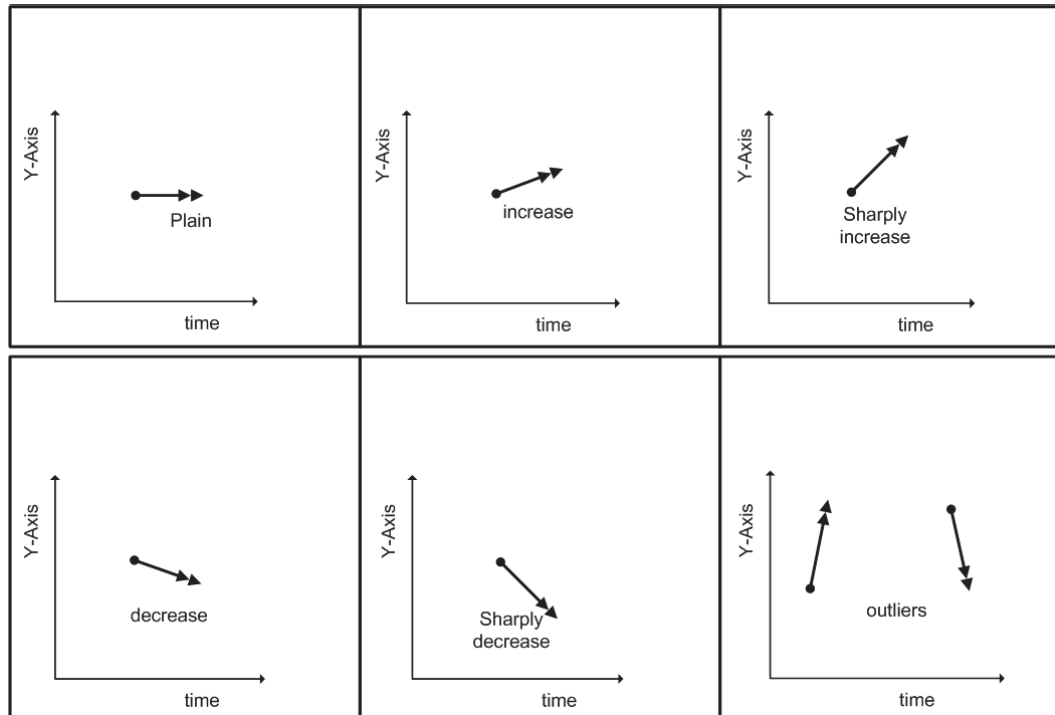 Y-Axis
Plain
time
Y-Axis
increase
time
Y-Axis
Sharply
increase
time
Y-Axis
decrease
time
Y-Axis
Sharply
decrease
time
Y-Axis
outliers
time